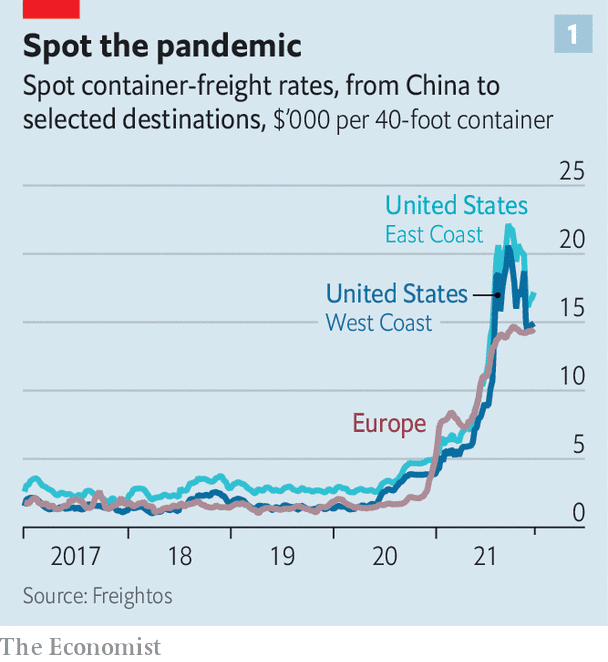 Spot the pandemic
1
Spot container-freight rates, from China to
selected destinations, $'000 per 40-foot container
25
United States
East Coast
20
United States
West Coast
15
10
Europe
5
0
2017 18 19 20 21
Source: Freightos
The Economist